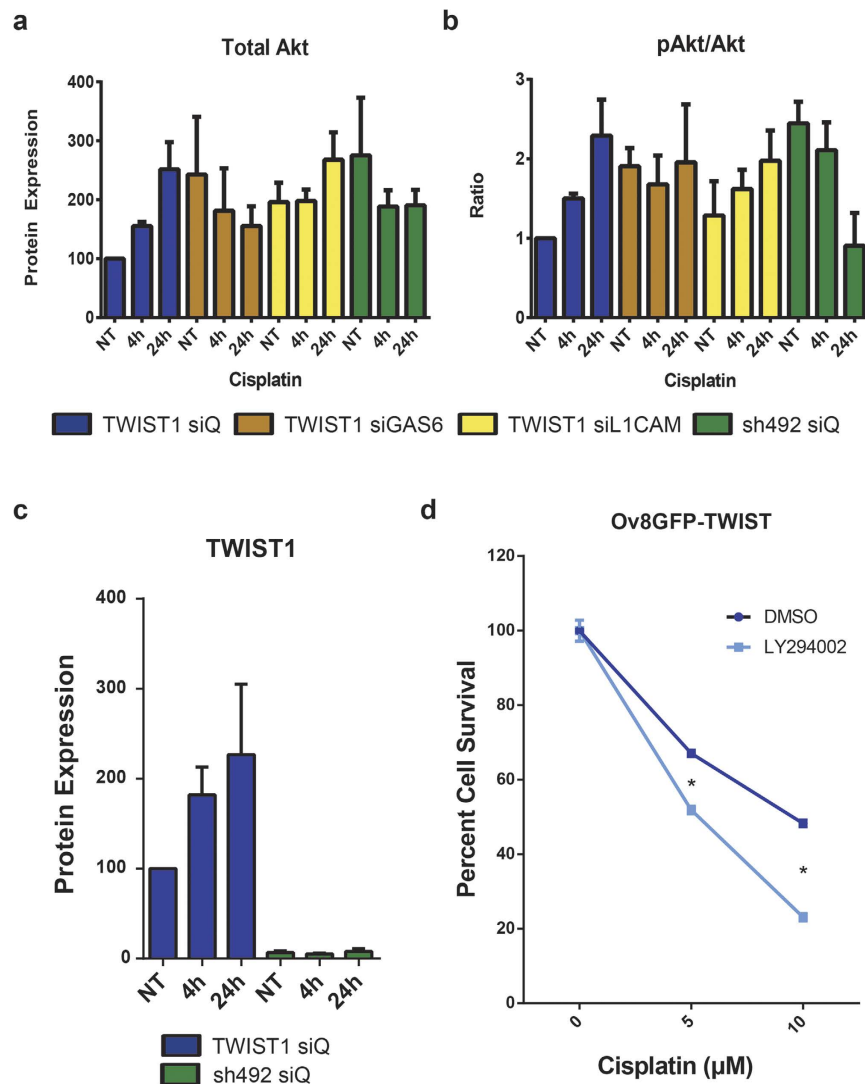 a
Total Akt
Protein Expression
400
300
200
100
0
NT 4h 24h NT 4h 24h NT 4h 24h NT 4h 24h
Cisplatin
b
pAkt/Akt
Ratio
3
2
1
0
NT 4h 24h NT 4h 24h NT 4h 24h NT 4h 24h
Cisplatin
TWIST1 siQ TWIST1 siGAS6 TWIST1 siL1CAM sh492 siQ
c
TWIST1
Protein Expression
400
300
200
100
0
NT 4h 24h NT 4h 24h
TWIST1 siQ
sh492 siQ
d
Ov8GFP-TWIST
Percent Cell Survival
120
100
80
60
40
20
0
DMSO
LY294002
*
*
0 5 10
Cisplatin (μM)